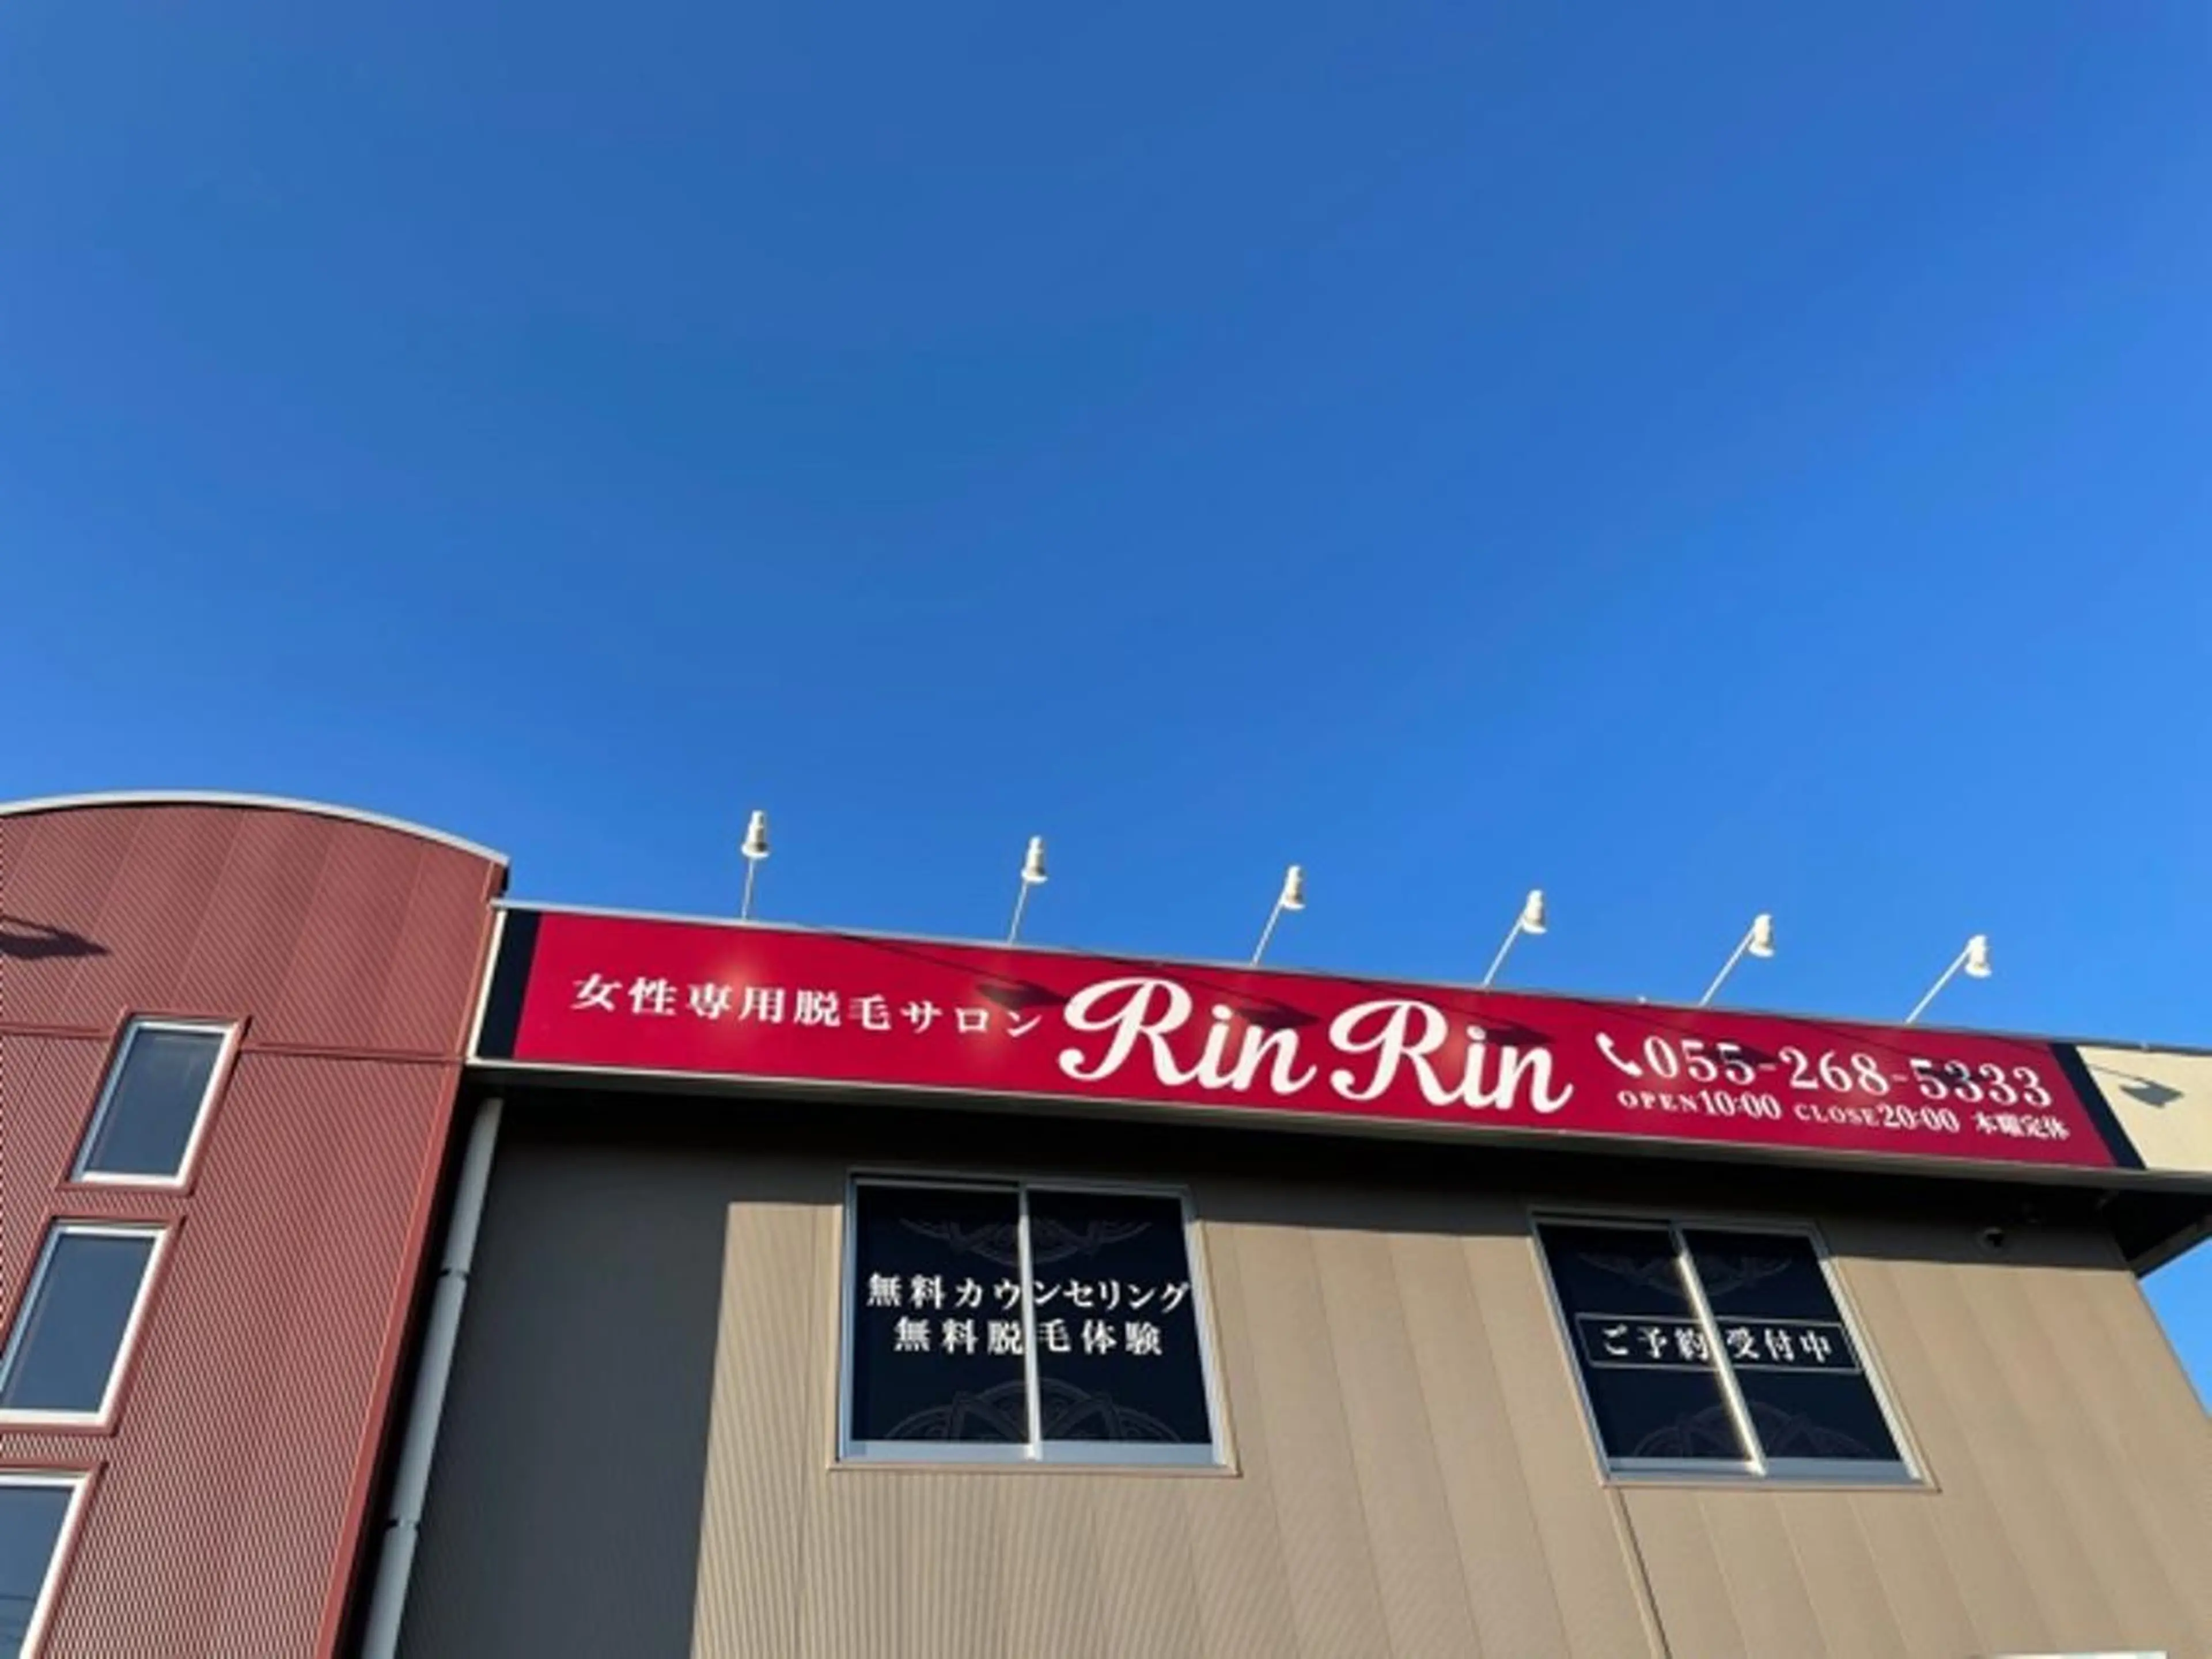 女性専用脱毛サロン Rin Rin 055-268-5333
OPEN10:00 CLOSE20:00 木曜定休
無料カウンセリング
無料脱毛体験
ご予約受付中